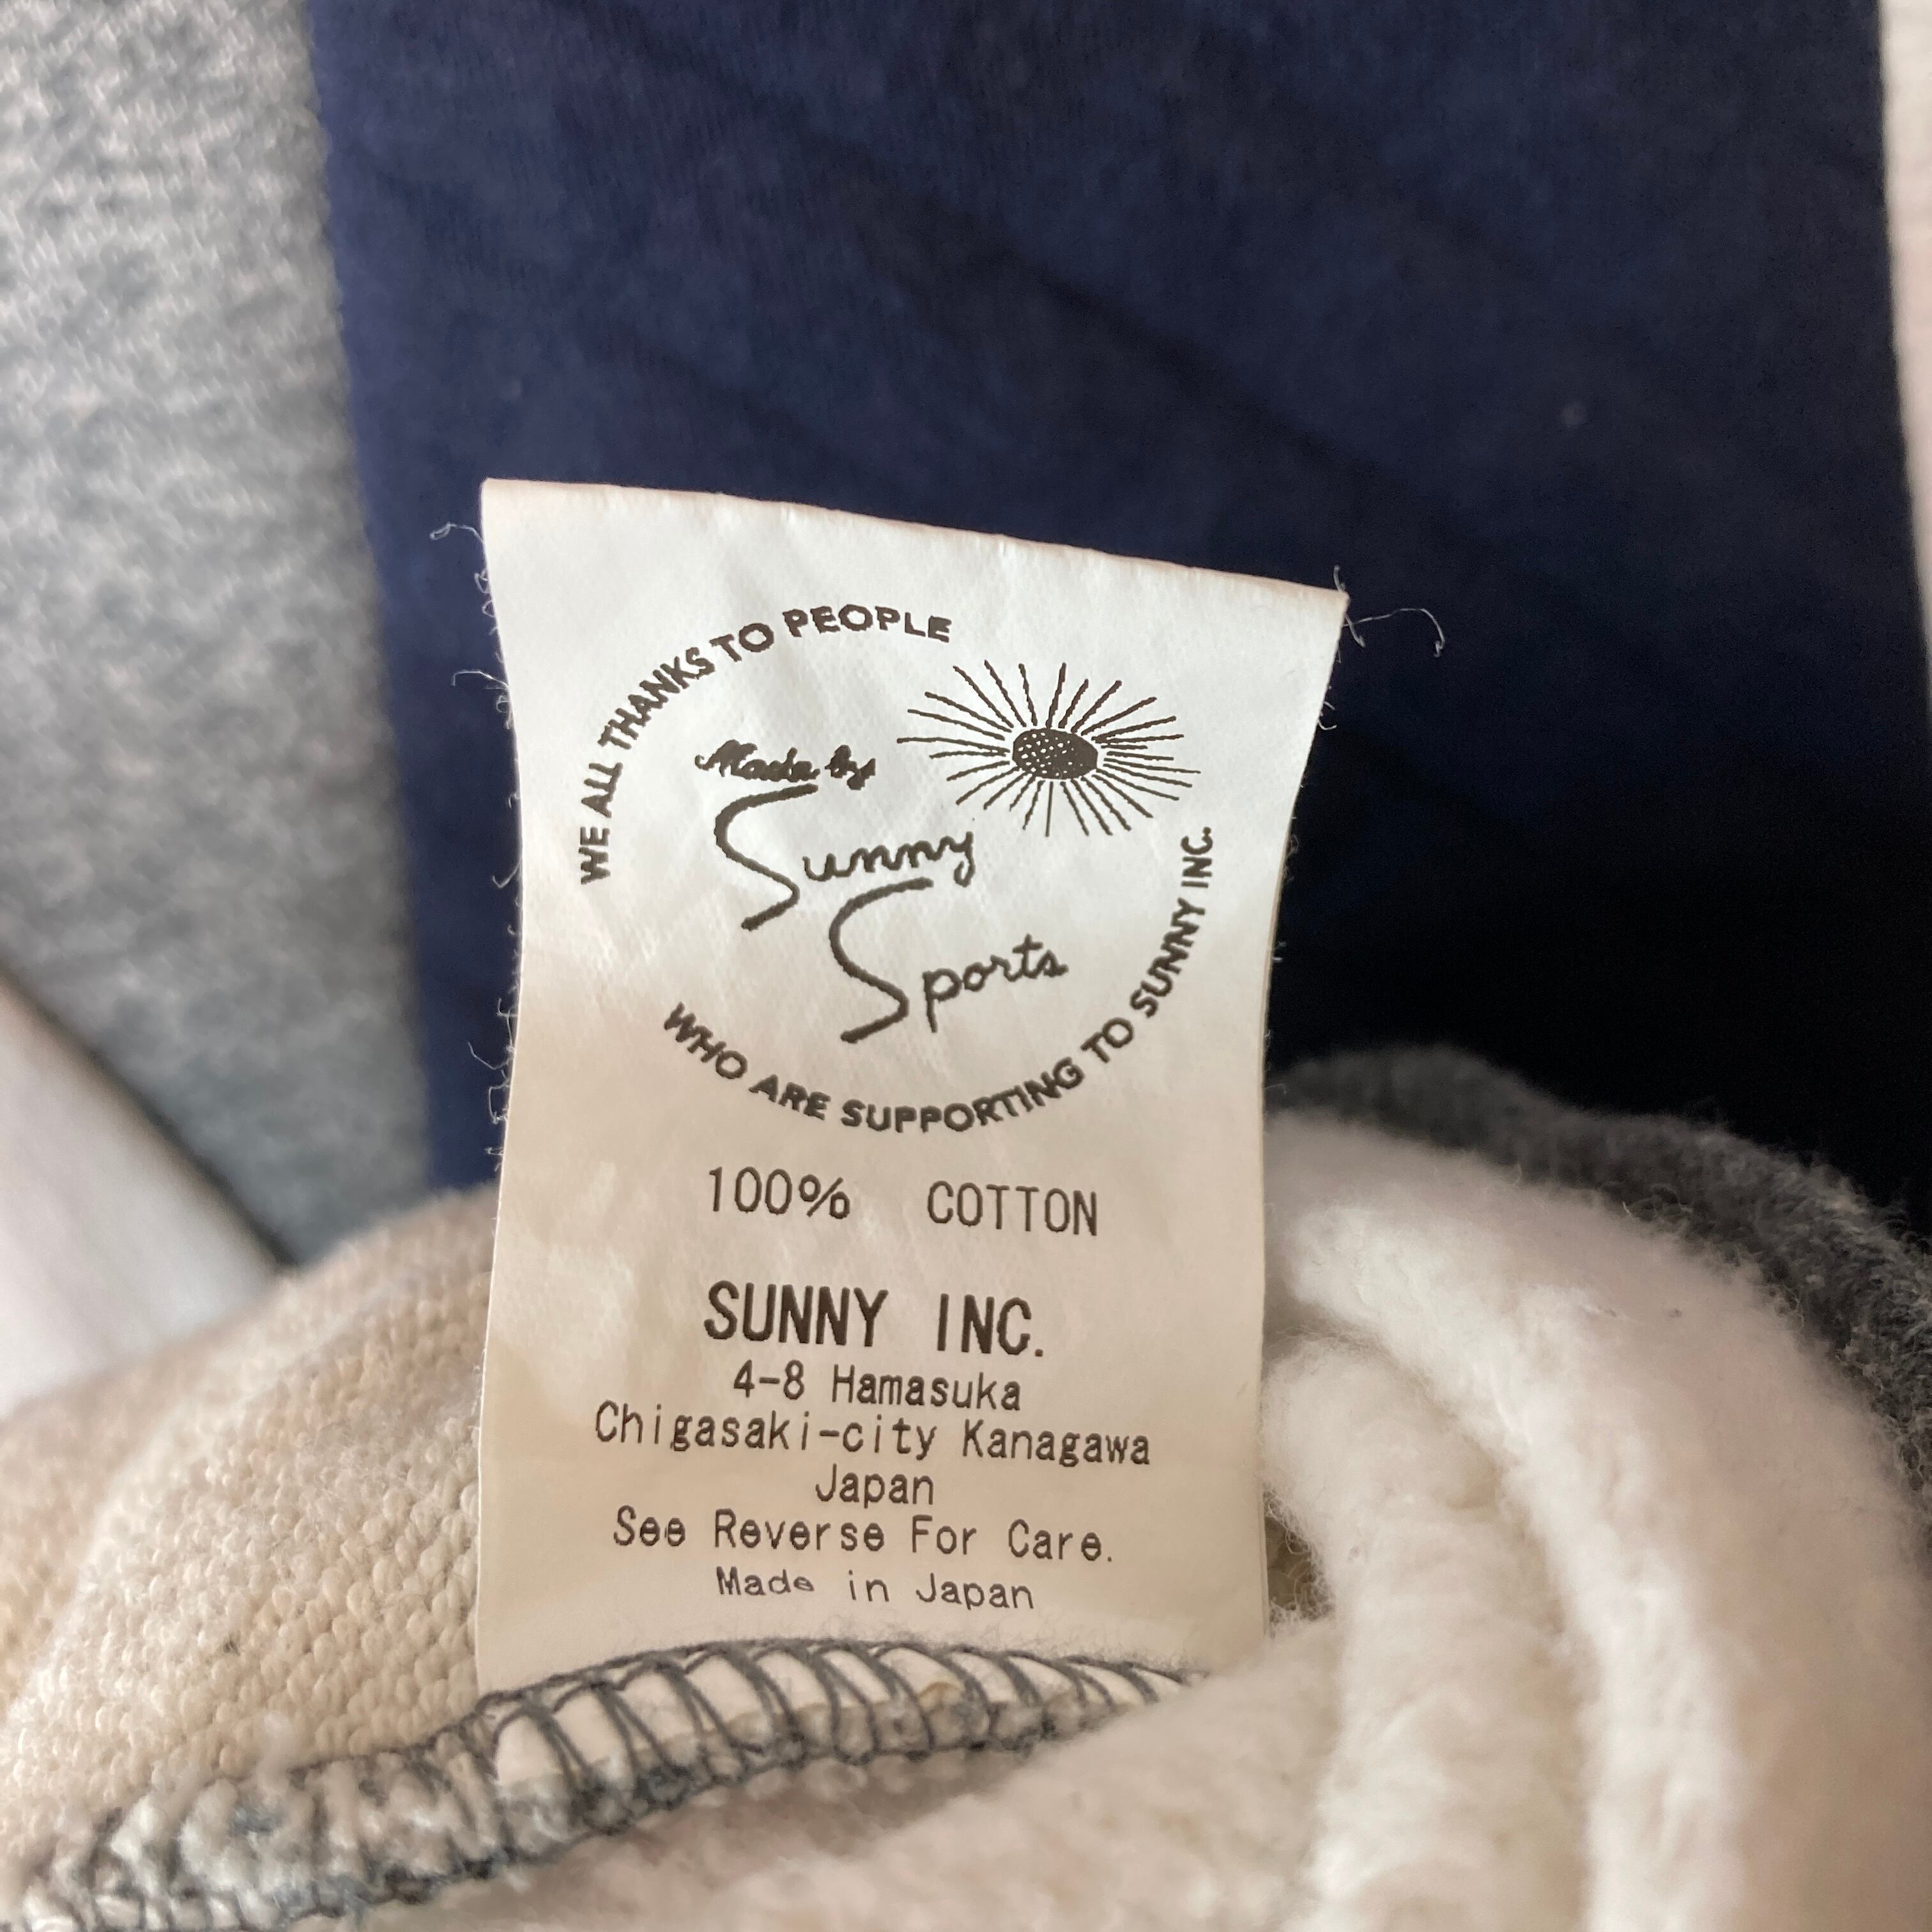 WE ALL THANKS TO PEOPLE
Made by
Sunny
Sports
WHO ARE SUPPORTING TO SUNNY INC.
100% COTTON
SUNNY INC.
4-8 Hamasuka
Chigasaki-city Kanagawa
Japan
See Reverse For Care.
Made in Japan